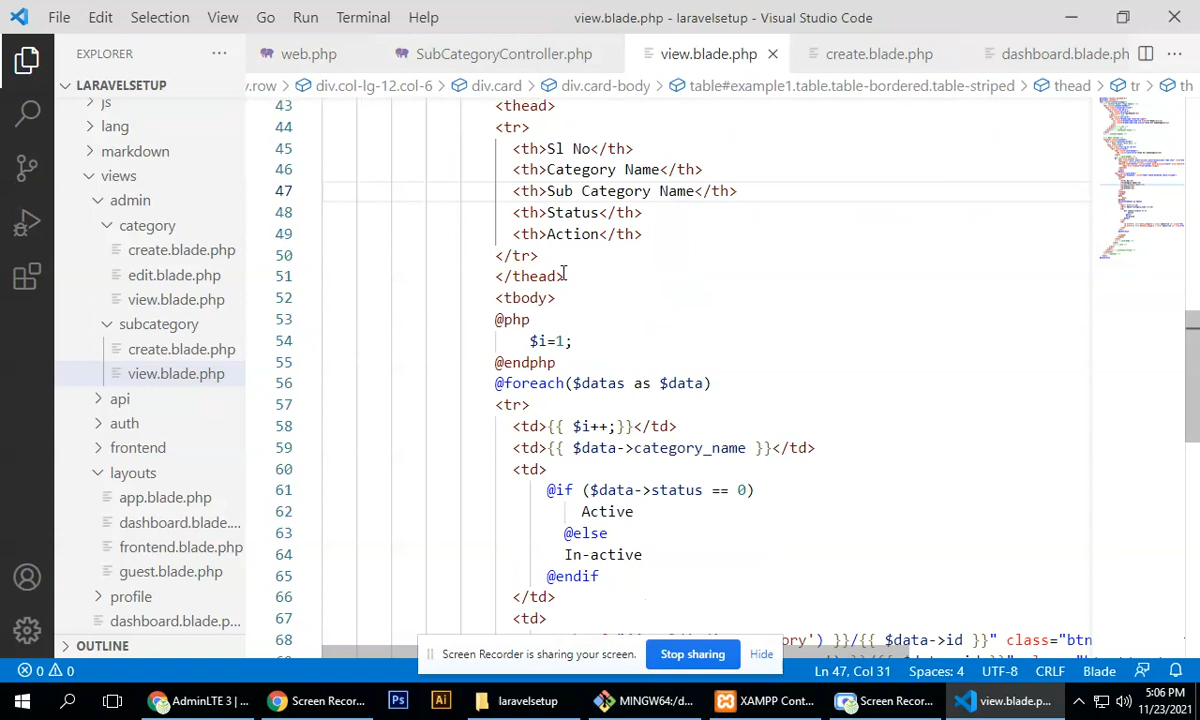 File Edit Selection View Go Run Terminal Help view.blade.php - laravelsetup - Visual Studio Code
EXPLORER ··· web.php SubCategoryController.php view.blade.php create.blade.php dashboard.blade.ph ···
LARAVELSETUP .row > div.col-lg-12.col-6 > div.card > div.card-body > table#example1.table.table-bordered.table-striped > thead > tr > th
js
lang
markdown
views
admin
category
create.blade.php
edit.blade.php
view.blade.php
subcategory
create.blade.php
view.blade.php
api
auth
frontend
layouts
app.blade.php
dashboard.blade....
frontend.blade.php
guest.blade.php
profile
dashboard.blade.p...
OUTLINE
43 <thead>
44 <tr>
45 <th>Sl No</th>
46 <th>Category Name</th>
47 <th>Sub Category Name</th>
48 <th>Status</th>
49 <th>Action</th>
50 </tr>
51 </thead>
52 <tbody>
53 @php
54 $i=1;
55 @endphp
56 @foreach($datas as $data)
57 <tr>
58 <td>{{ $i++;}}</td>
59 <td>{{ $data->category_name }}</td>
60 <td>
61 @if ($data->status == 0)
62 Active
63 @else
64 In-active
65 @endif
66 </td>
67 <td>
68 ory') }}/{{ $data->id }}" class="btn
Screen Recorder is sharing your screen. Stop sharing Hide
0 0 Ln 47, Col 31 Spaces: 4 UTF-8 CRLF Blade
AdminLTE 3 | ... Screen Recorder... Ps Ai laravelsetup MINGW64:/d... XAMPP Cont... Screen Rec... view.blade.p... 5:06 PM
11/23/2021